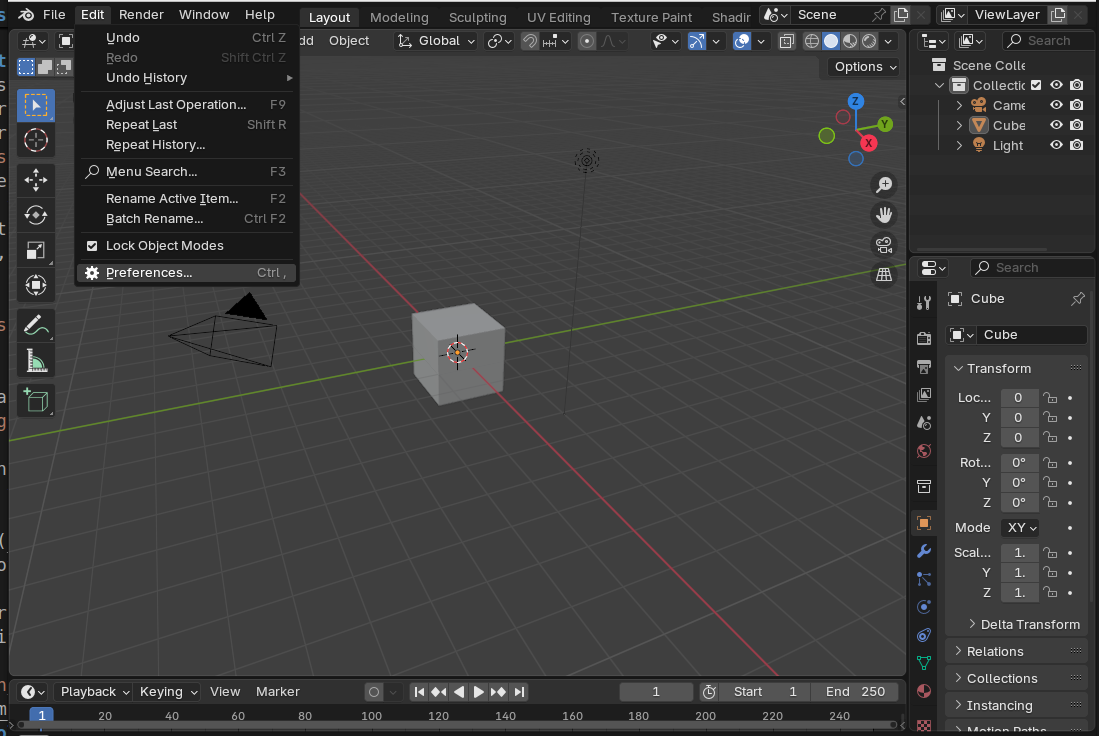 File Edit Render Window Help Layout Modeling Sculpting UV Editing Texture Paint Shadir Scene ViewLayer
Undo Ctrl Z
Redo Shift Ctrl Z
Undo History
Adjust Last Operation... F9
Repeat Last Shift R
Repeat History...
Menu Search... F3
Rename Active Item... F2
Batch Rename... Ctrl F2
Lock Object Modes
Preferences... Ctrl ,
dd Object Global
Options
Z
Y
X
Search
Scene Colle
Collectic
Came
Cube
Light
Search
Cube
Cube
Transform
Loc... 0
Y 0
Z 0
Rot... 0°
Y 0°
Z 0°
Mode XY
Scal... 1.
Y 1.
Z 1.
Delta Transform
Relations
Collections
Instancing
Motion Paths
Playback Keying View Marker 1 Start 1 End 250
1 20 40 60 80 100 120 140 160 180 200 220 240